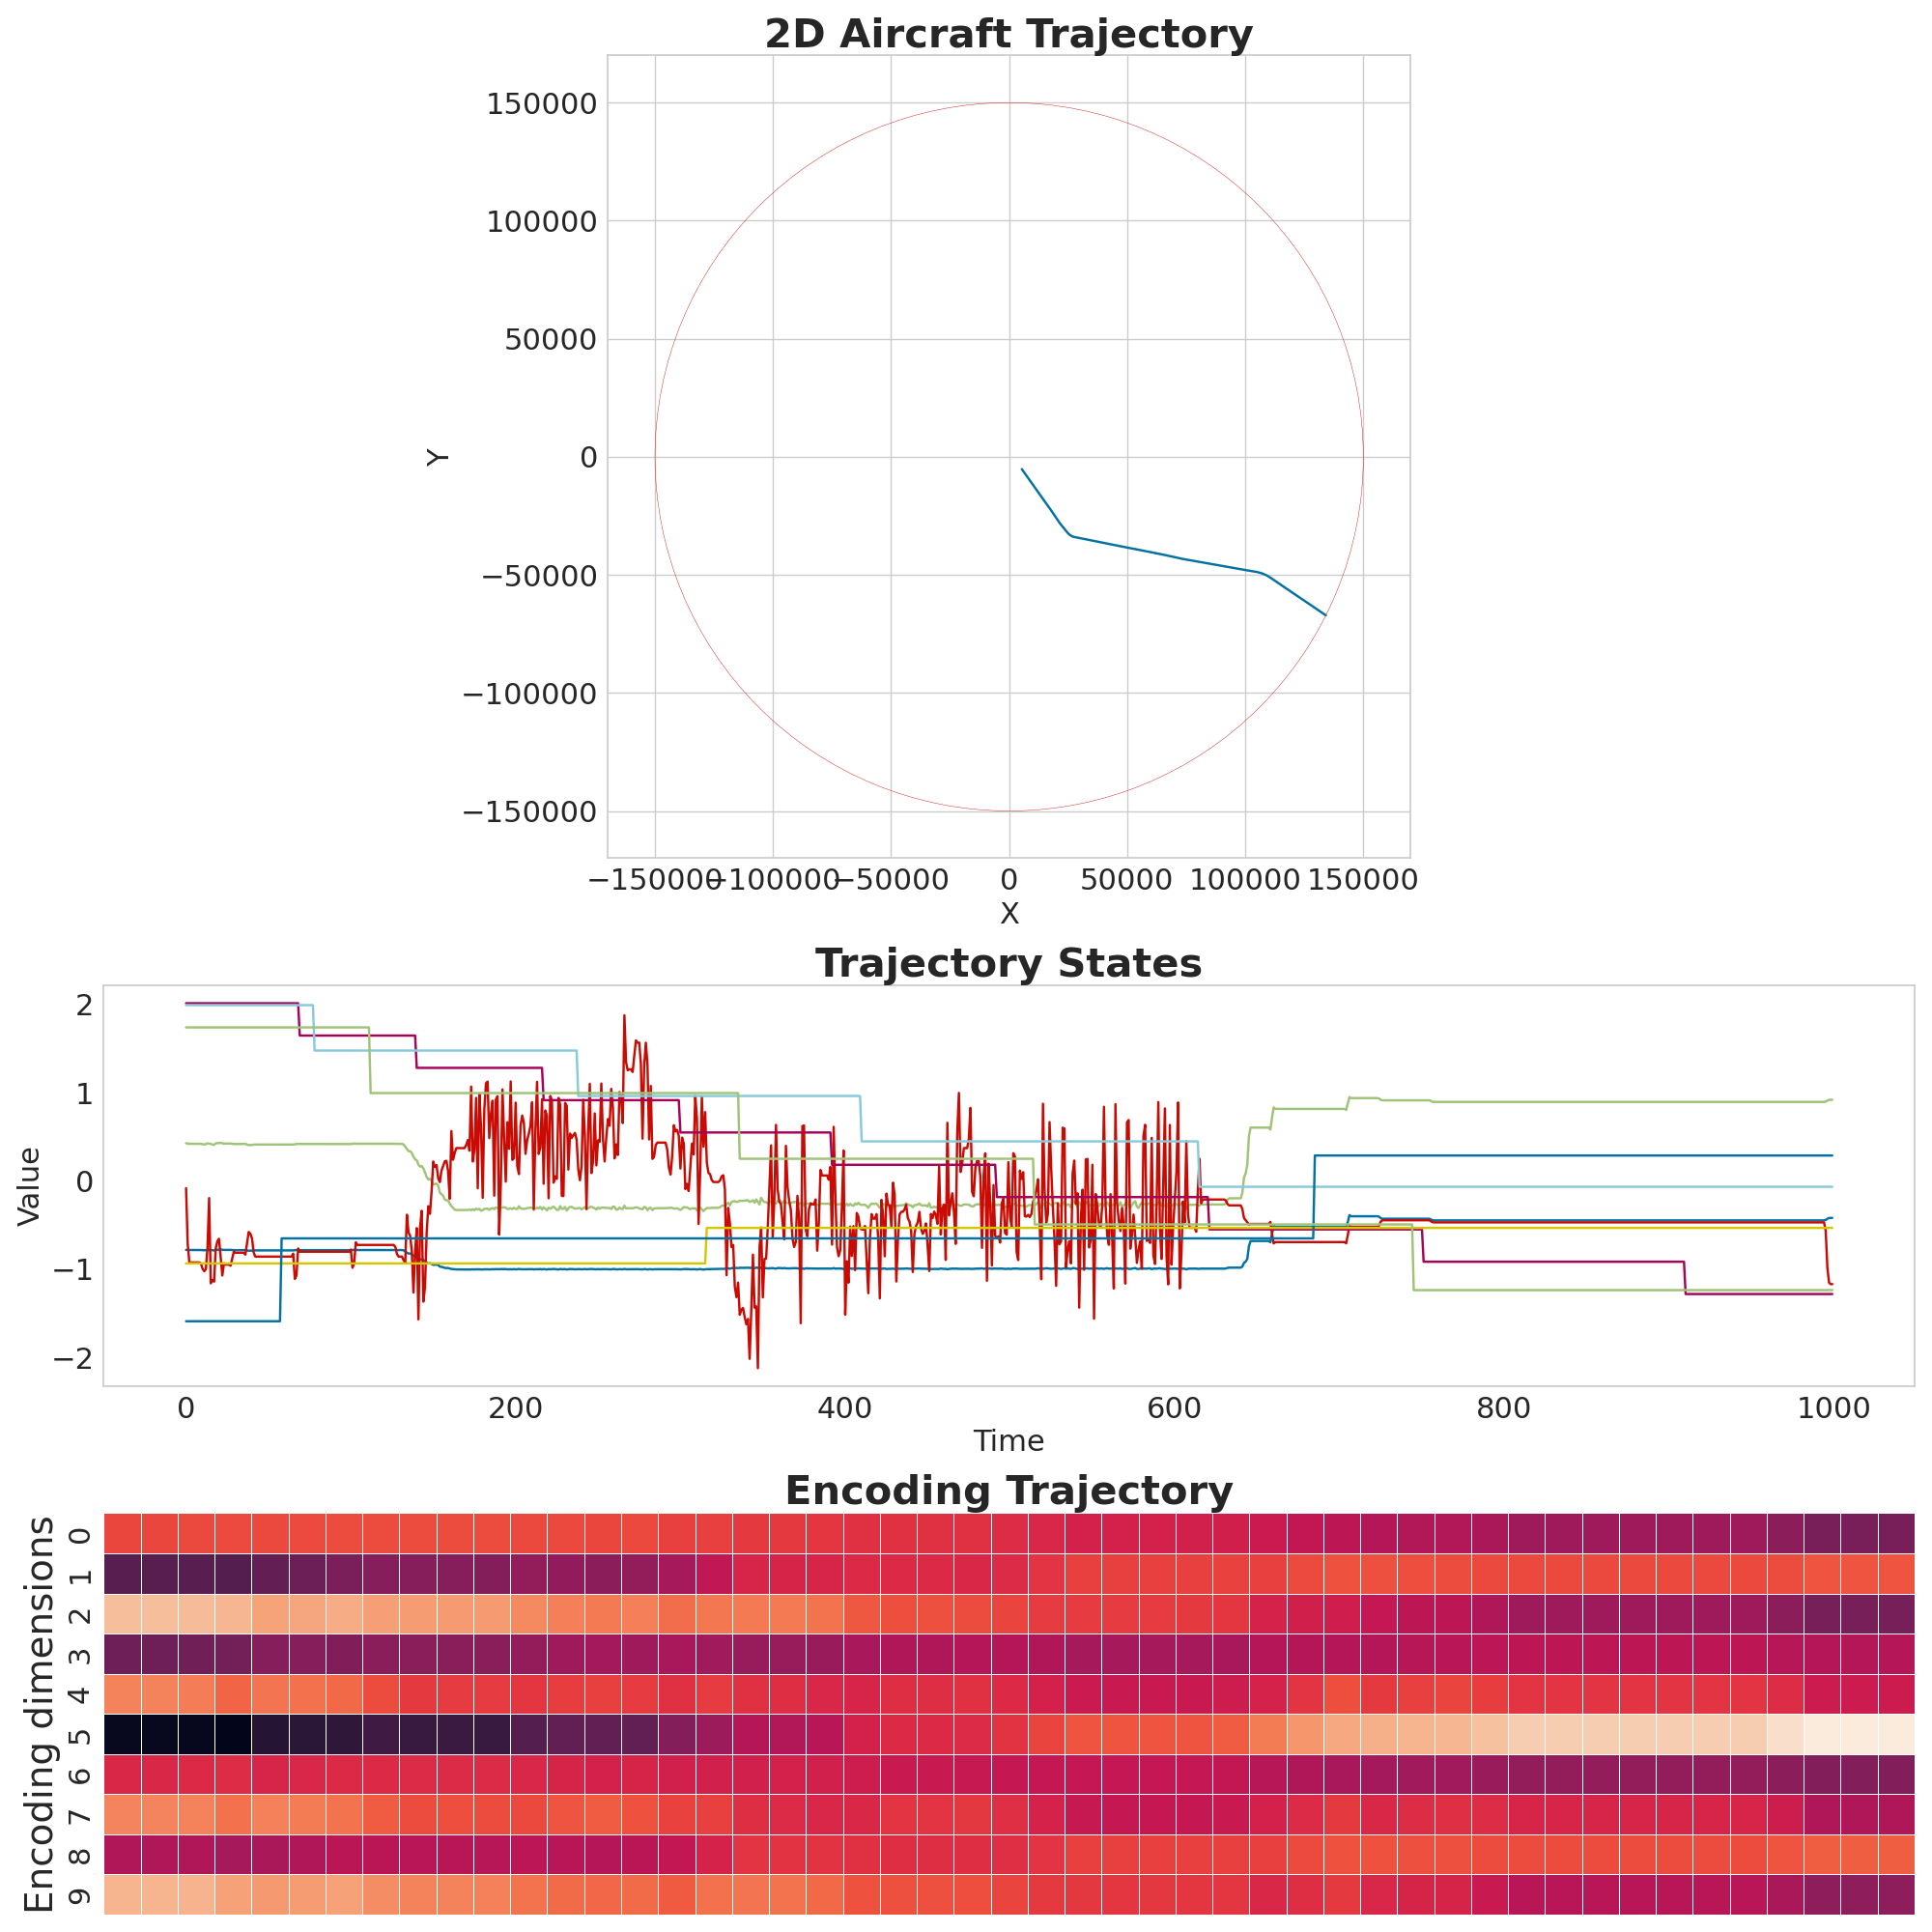 2D Aircraft Trajectory
150000
100000
50000
0
−50000
−100000
−150000
Y
−150000 −100000 −50000 0 50000 100000 150000
X
Trajectory States
2
1
0
−1
−2
Value
0 200 400 600 800 1000
Time
Encoding Trajectory
Encoding dimensions
0
1
2
3
4
5
6
7
8
9